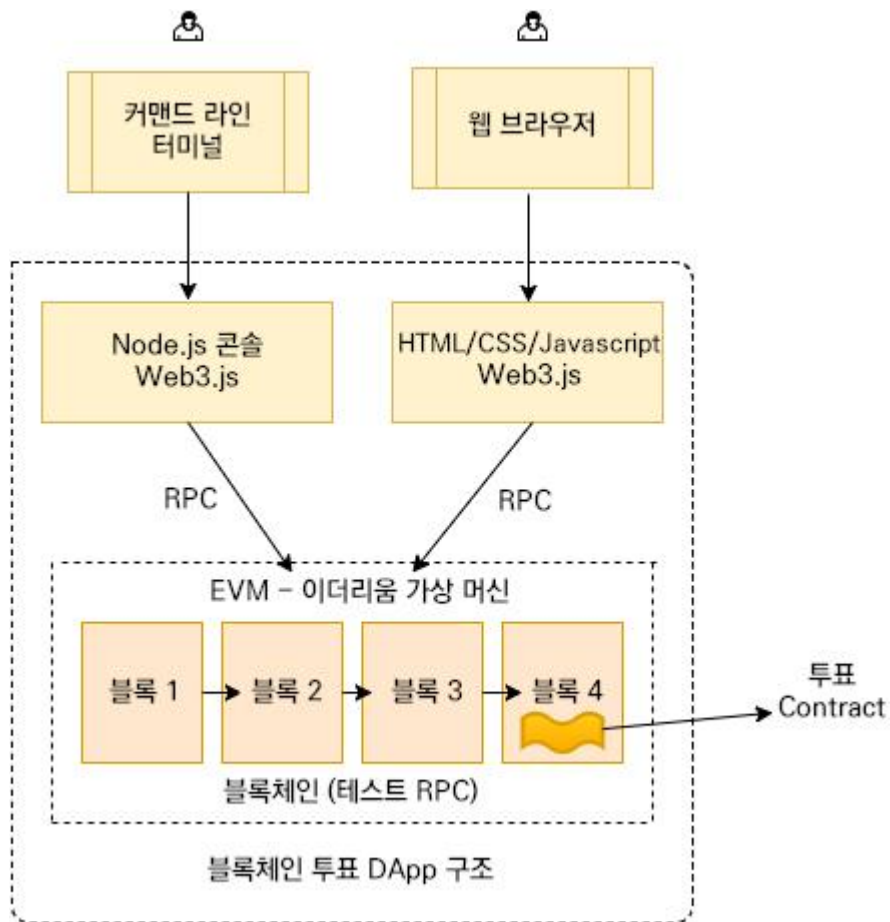 커맨드 라인
터미널
웹 브라우저
Node.js 콘솔
Web3.js
HTML/CSS/Javascript
Web3.js
RPC
RPC
EVM - 이더리움 가상 머신
블록 1
블록 2
블록 3
블록 4
투표
Contract
블록체인 (테스트 RPC)
블록체인 투표 DApp 구조